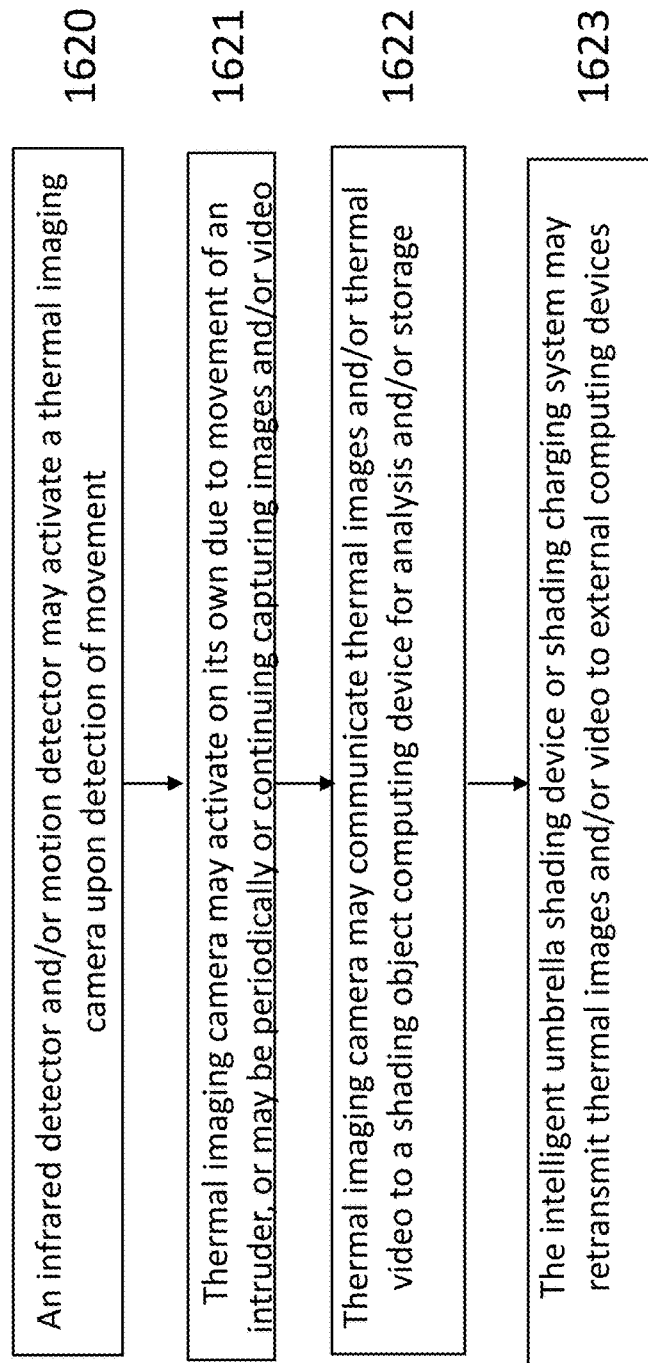 An infrared detector and/or motion detector may activate a thermal imaging
camera upon detection of movement
1620
Thermal imaging camera may activate on its own due to movement of an
intruder, or may be periodically or continuing capturing images and/or video
1621
Thermal imaging camera may communicate thermal images and/or thermal
video to a shading object computing device for analysis and/or storage
1622
The intelligent umbrella shading device or shading charging system may
retransmit thermal images and/or video to external computing devices
1623